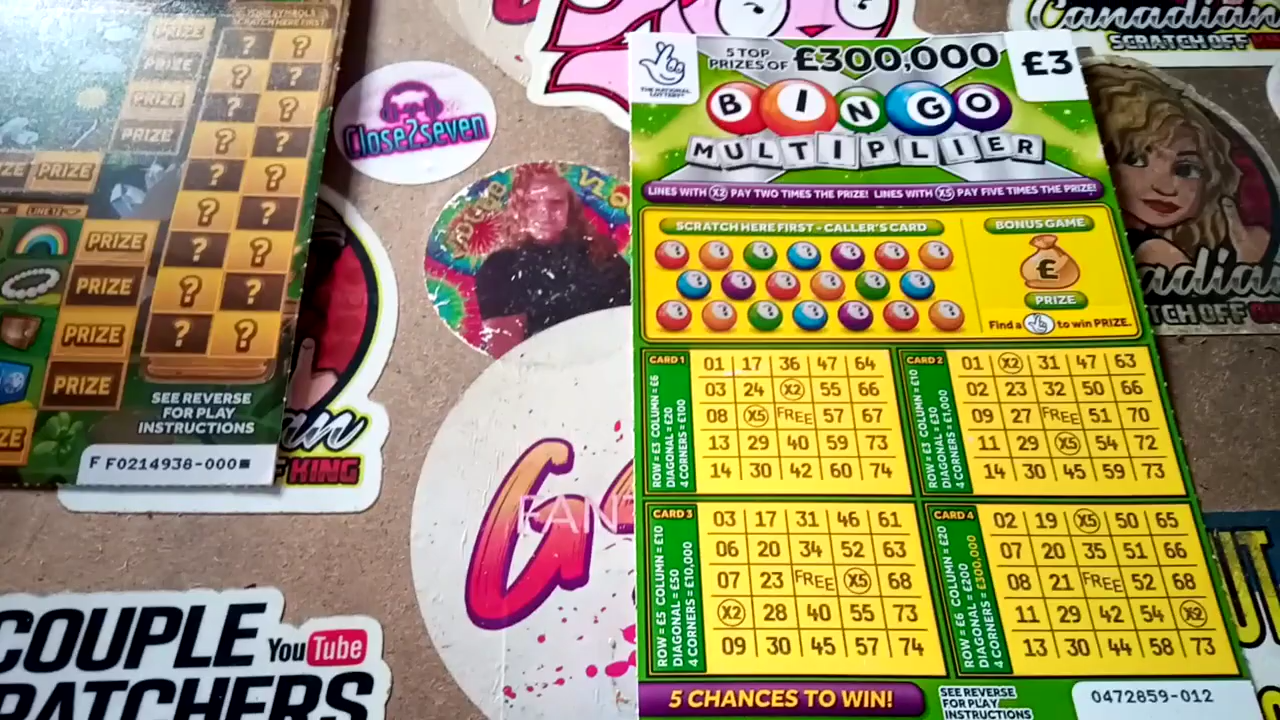 YOUR SYMBOLS
SCRATCH HERE FIRST
PRIZE
PRIZE
PRIZE
PRIZE
PRIZE
LINE 12
PRIZE
PRIZE
PRIZE
PRIZE
? ?
? ?
? ?
? ?
? ?
? ?
? ?
? ?
? ?
SEE REVERSE
FOR PLAY
INSTRUCTIONS
F F0214938-000
KING
Close2seven
FAN
COUPLE
YouTube
Canadian
SCRATCH OFF
THE NATIONAL
LOTTERY
5 TOP
PRIZES OF £300,000
£3
BINGO
MULTIPLIER
LINES WITH X2 PAY TWO TIMES THE PRIZE! LINES WITH X5 PAY FIVE TIMES THE PRIZE!
SCRATCH HERE FIRST - CALLER'S CARD
BONUS GAME
£
PRIZE
Find a to win PRIZE.
CARD 1
ROW = £3 COLUMN = £6
DIAGONAL = £20
4 CORNERS = £100
01 17 36 47 64
03 24 X2 55 66
08 X5 FREE 57 67
13 29 40 59 73
14 30 42 60 74
CARD 2
ROW = £3 COLUMN = £10
DIAGONAL = £30
4 CORNERS = £1,000
01 X2 31 47 63
02 23 32 50 66
09 27 FREE 51 70
11 29 X5 54 72
14 30 45 59 73
CARD 3
ROW = £5 COLUMN = £10
DIAGONAL = £50
4 CORNERS = £10,000
03 17 31 46 61
06 20 34 52 63
07 23 FREE X5 68
X2 28 40 55 73
09 30 45 57 74
CARD 4
ROW = £6 COLUMN = £20
DIAGONAL = £200
4 CORNERS = £300,000
02 19 X5 50 65
07 20 35 51 66
08 21 FREE 52 68
11 29 42 54 X2
13 30 44 58 73
5 CHANCES TO WIN!
SEE REVERSE
FOR PLAY
INSTRUCTIONS
0472859-012